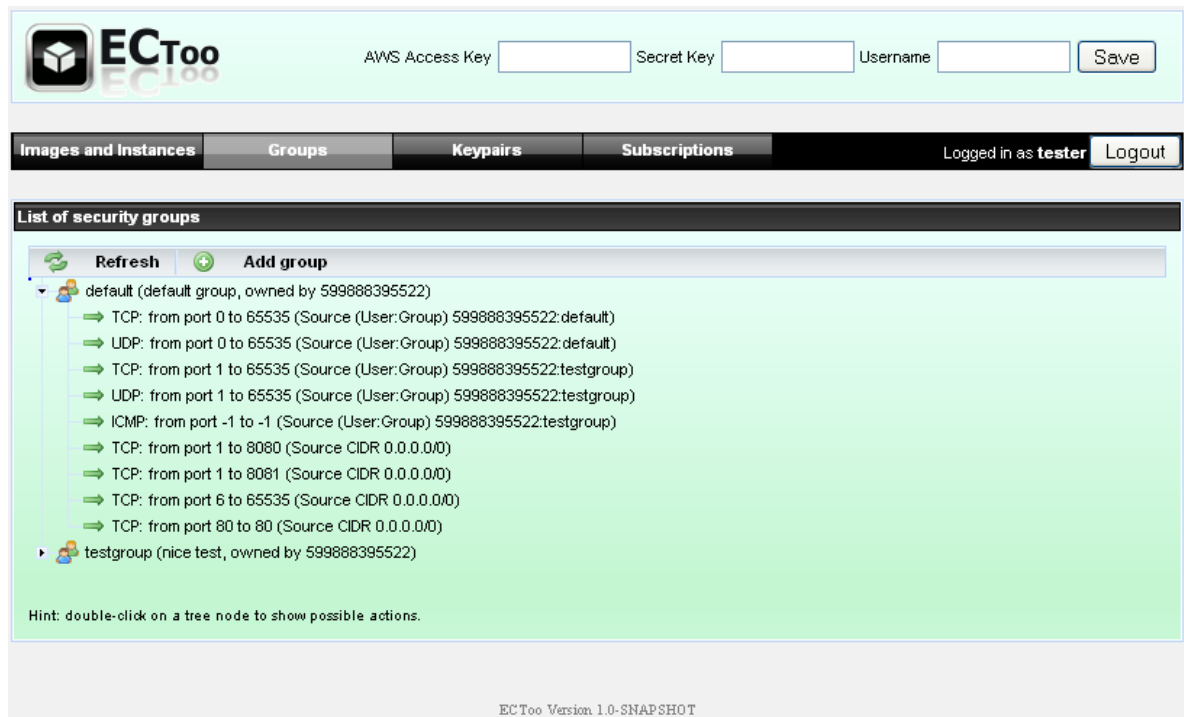 ECToo
AWS Access Key Secret Key Username Save
Images and Instances Groups Keypairs Subscriptions Logged in as tester Logout
List of security groups
Refresh Add group
default (default group, owned by 599888395522)
TCP: from port 0 to 65535 (Source (User:Group) 599888395522:default)
UDP: from port 0 to 65535 (Source (User:Group) 599888395522:default)
TCP: from port 1 to 65535 (Source (User:Group) 599888395522:testgroup)
UDP: from port 1 to 65535 (Source (User:Group) 599888395522:testgroup)
ICMP: from port -1 to -1 (Source (User:Group) 599888395522:testgroup)
TCP: from port 1 to 8080 (Source CIDR 0.0.0.0/0)
TCP: from port 1 to 8081 (Source CIDR 0.0.0.0/0)
TCP: from port 6 to 65535 (Source CIDR 0.0.0.0/0)
TCP: from port 80 to 80 (Source CIDR 0.0.0.0/0)
testgroup (nice test, owned by 599888395522)
Hint: double-click on a tree node to show possible actions.
ECToo Version 1.0-SNAPSHOT